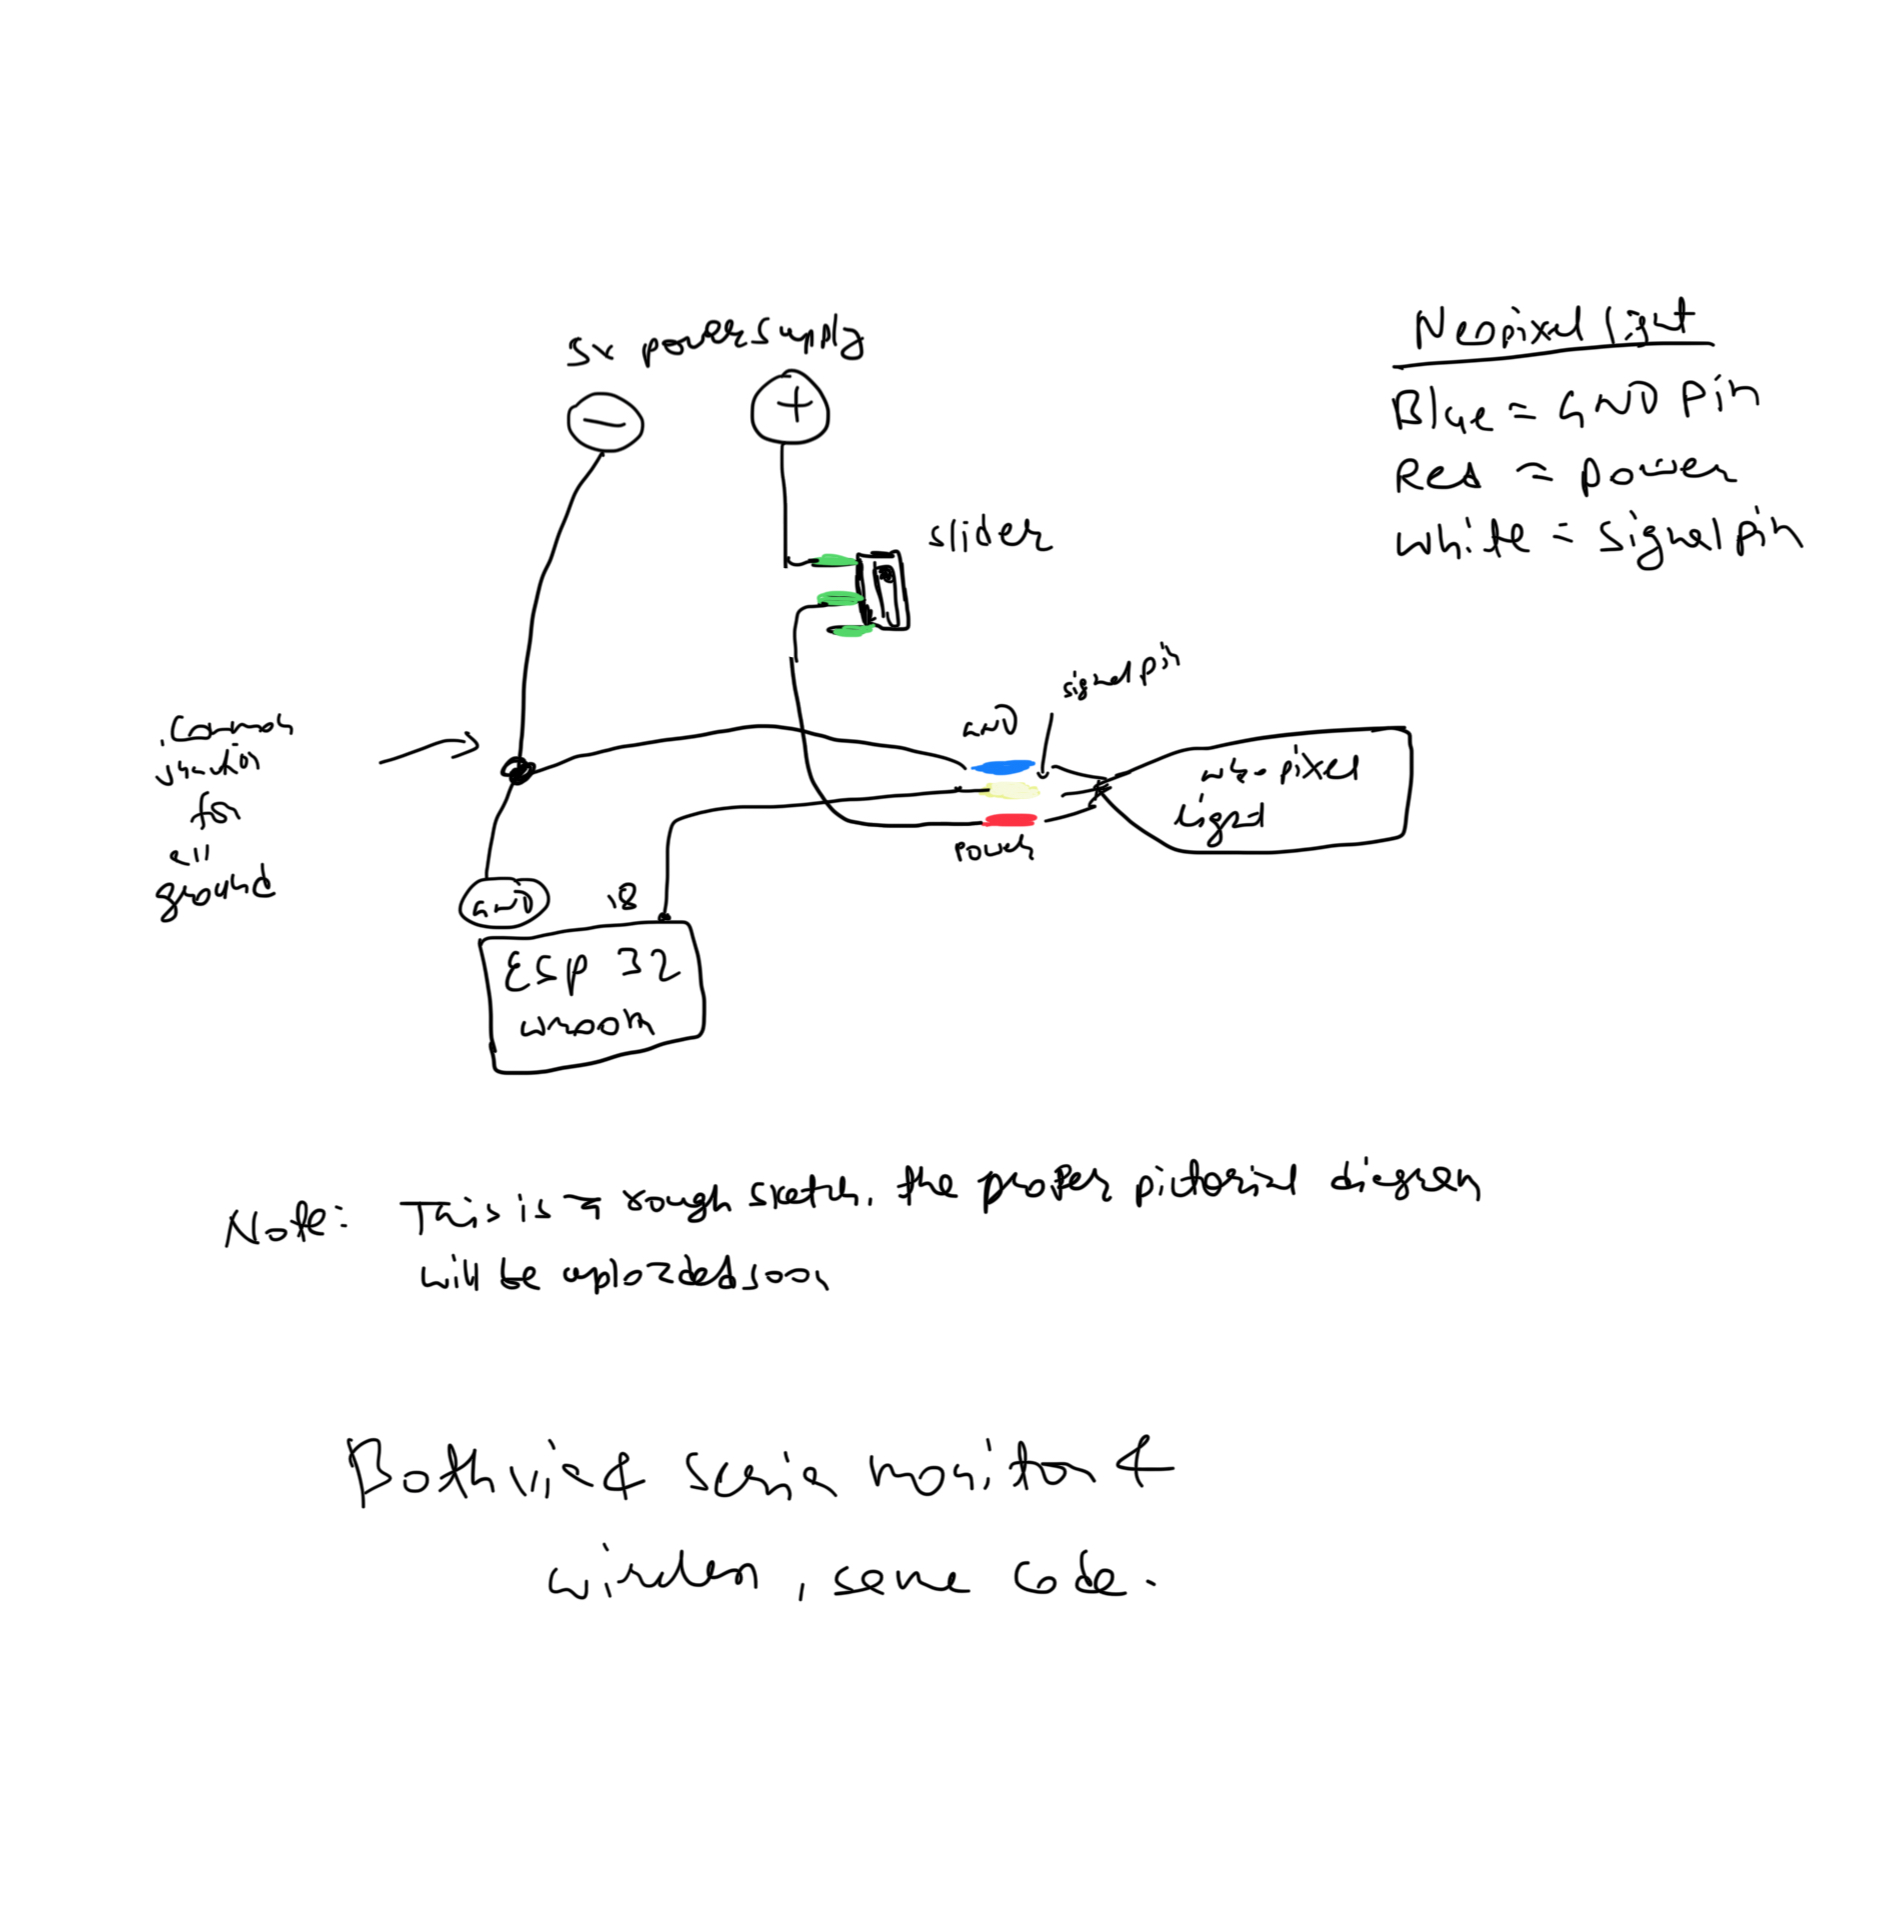 5v power supply
−
+
slider
Neopixel light
Blue = GND Pin
Red = power
white = signal pin
Common
junction
for
all
ground
GND
signal pin
neo-pixel
light
power
GND
18
ESP 32
wroom
Note: This is a rough sketch, the proper pictorial diagram
will be uploaded soon
Both via serial monitor &
wireless, same code.